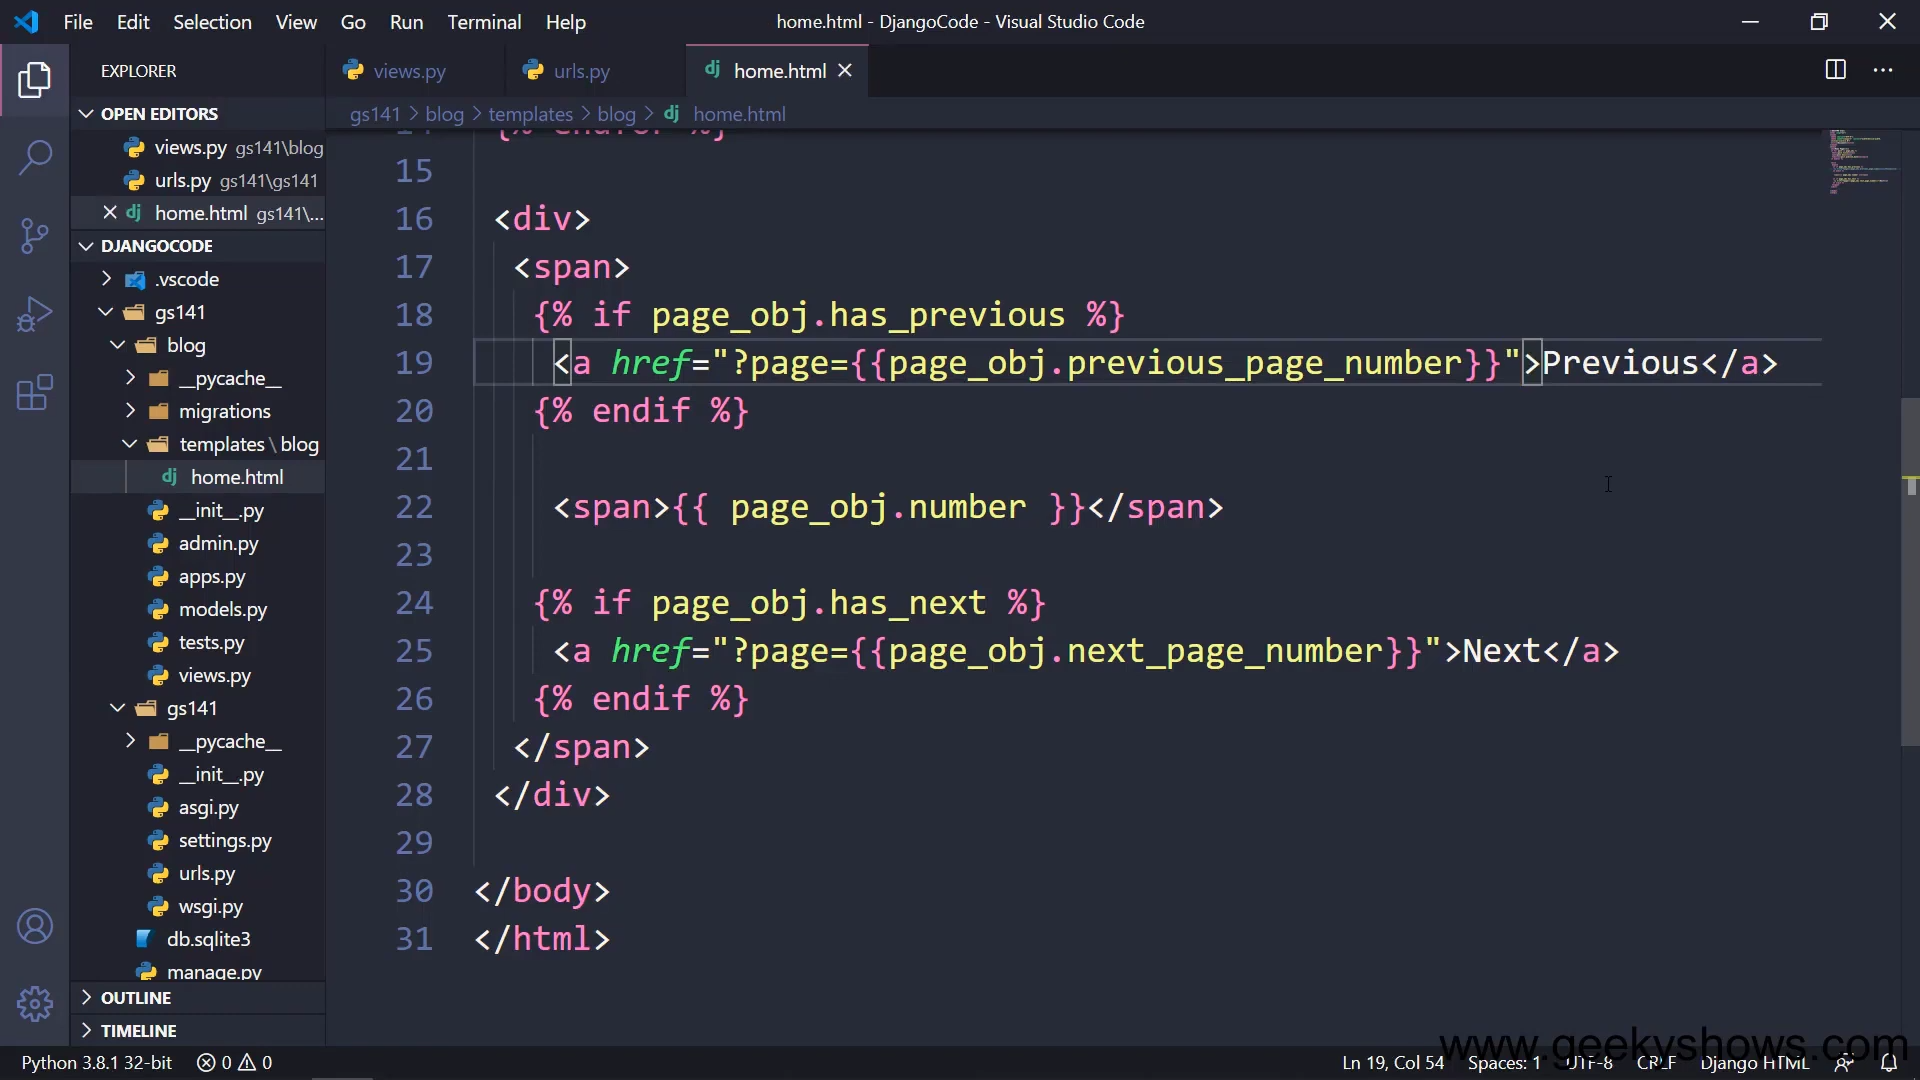 File Edit Selection View Go Run Terminal Help
home.html - DjangoCode - Visual Studio Code
EXPLORER
OPEN EDITORS
views.py gs141\blog
urls.py gs141\gs141
home.html gs141\...
DJANGOCODE
.vscode
gs141
blog
__pycache__
migrations
templates \ blog
home.html
__init__.py
admin.py
apps.py
models.py
tests.py
views.py
gs141
__pycache__
__init__.py
asgi.py
settings.py
urls.py
wsgi.py
db.sqlite3
manage.py
OUTLINE
TIMELINE
views.py
urls.py
home.html
gs141 > blog > templates > blog > home.html
14 {% endfor %}
15
16 <div>
17 <span>
18 {% if page_obj.has_previous %}
19 <a href="?page={{page_obj.previous_page_number}}">Previous</a>
20 {% endif %}
21
22 <span>{{ page_obj.number }}</span>
23
24 {% if page_obj.has_next %}
25 <a href="?page={{page_obj.next_page_number}}">Next</a>
26 {% endif %}
27 </span>
28 </div>
29
30 </body>
31 </html>
www.geekyshows.com
Python 3.8.1 32-bit 0 0
Ln 19, Col 54 Spaces: 1 UTF-8 CRLF Django HTML